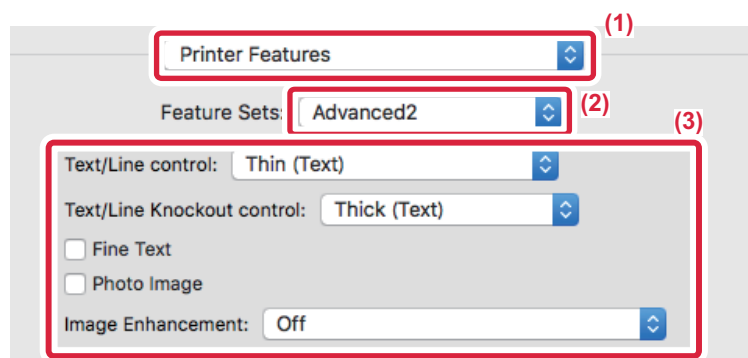 (1)
Printer Features
Feature Sets: Advanced2 (2)
(3)
Text/Line control: Thin (Text)
Text/Line Knockout control: Thick (Text)
Fine Text
Photo Image
Image Enhancement: Off